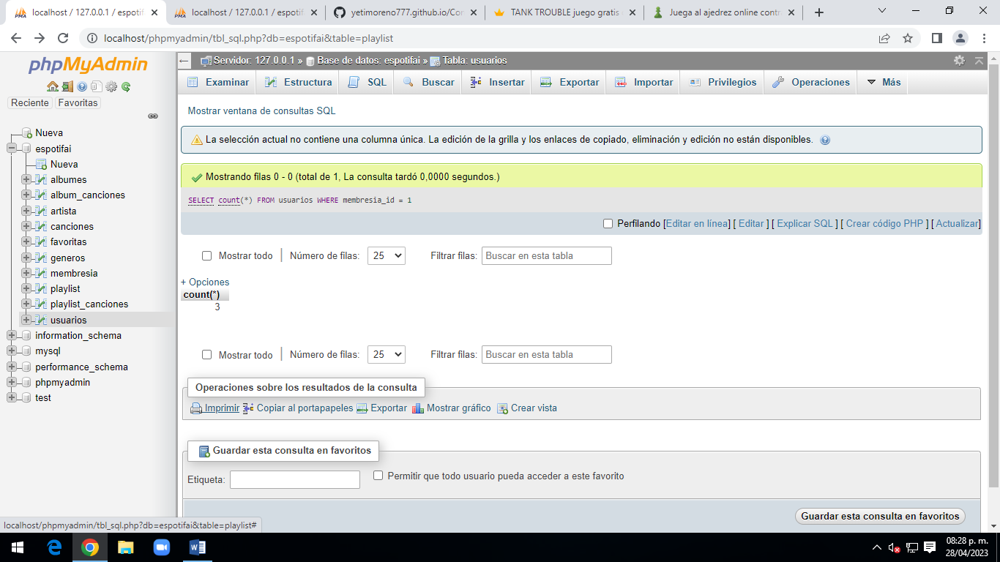 localhost / 127.0.0.1 / espotif
localhost / 127.0.0.1 / espotif
yetimoreno777.github.io/Cor
TANK TROUBLE juego gratis
Juega al ajedrez online contr
localhost/phpmyadmin/tbl_sql.php?db=espotifai&table=playlist
phpMyAdmin
Reciente Favoritas
Nueva
espotifai
Nueva
albumes
album_canciones
artista
canciones
favoritas
generos
membresia
playlist
playlist_canciones
usuarios
information_schema
mysql
performance_schema
phpmyadmin
test
localhost/phpmyadmin/tbl_sql.php?db=espotifai&table=playlist#
Servidor: 127.0.0.1 » Base de datos: espotifai » Tabla: usuarios
Examinar Estructura SQL Buscar Insertar Exportar Importar Privilegios Operaciones Más
Mostrar ventana de consultas SQL
La selección actual no contiene una columna única. La edición de la grilla y los enlaces de copiado, eliminación y edición no están disponibles.
Mostrando filas 0 - 0 (total de 1, La consulta tardó 0,0000 segundos.)
SELECT count(*) FROM usuarios WHERE membresia_id = 1
Perfilando [Editar en línea] [ Editar ] [ Explicar SQL ] [ Crear código PHP ] [ Actualizar]
Mostrar todo | Número de filas: 25 Filtrar filas: Buscar en esta tabla
+ Opciones
count(*)
3
Mostrar todo | Número de filas: 25 Filtrar filas: Buscar en esta tabla
Operaciones sobre los resultados de la consulta
Imprimir Copiar al portapapeles Exportar Mostrar gráfico Crear vista
Guardar esta consulta en favoritos
Etiqueta: Permitir que todo usuario pueda acceder a este favorito
Guardar esta consulta en favoritos
08:28 p. m.
28/04/2023